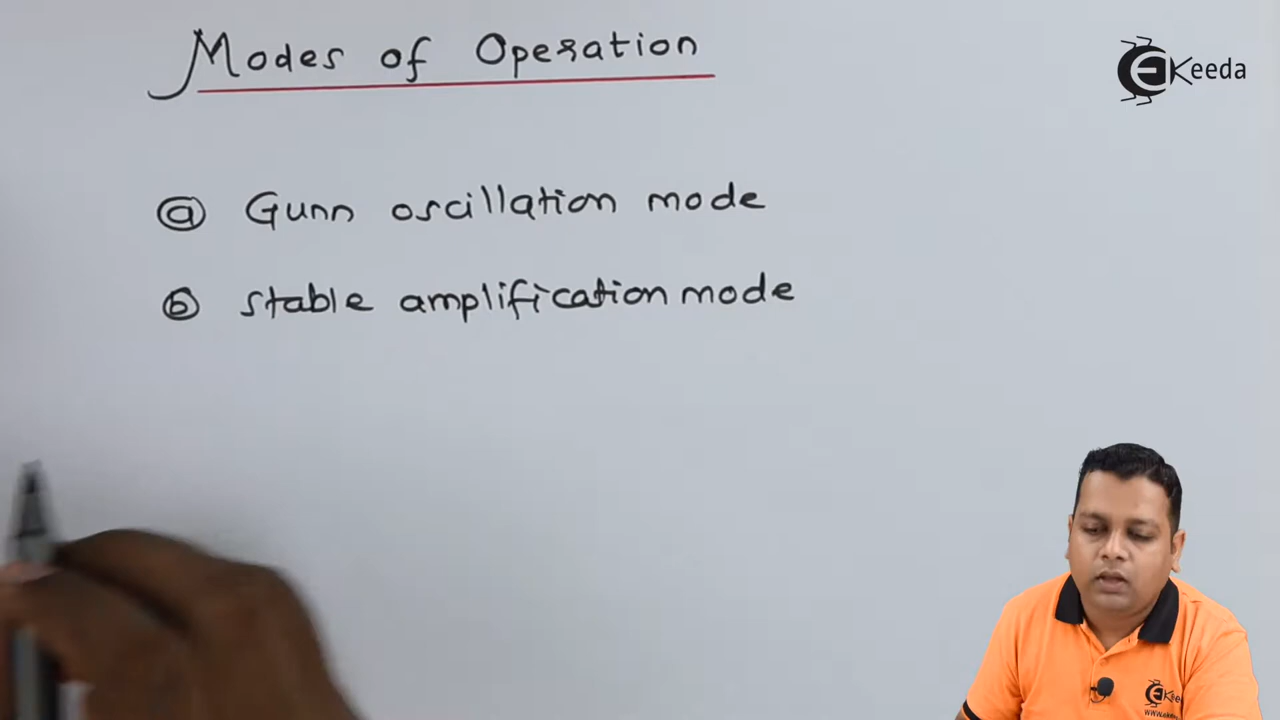 Modes of Operation
EKeeda
ⓐ Gunn oscillation mode
ⓑ stable amplification mode